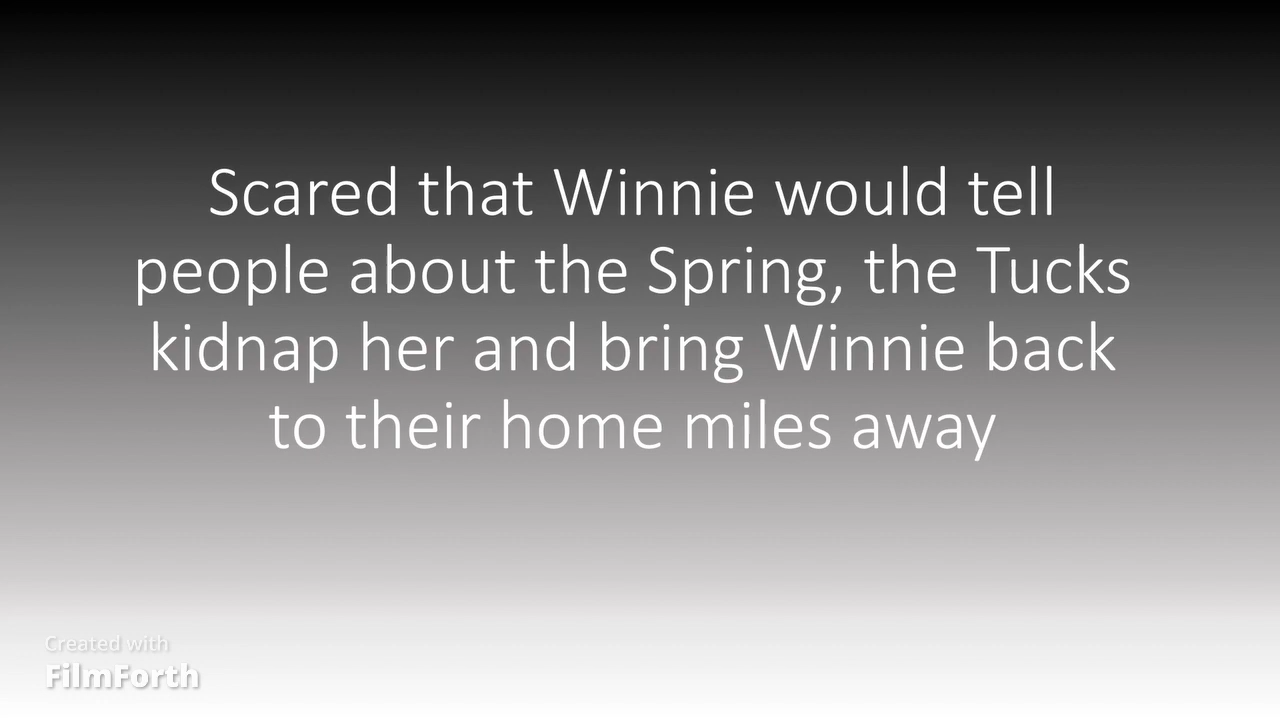 Scared that Winnie would tell
people about the Spring, the Tucks
kidnap her and bring Winnie back
to their home miles away
Created with
FilmForth